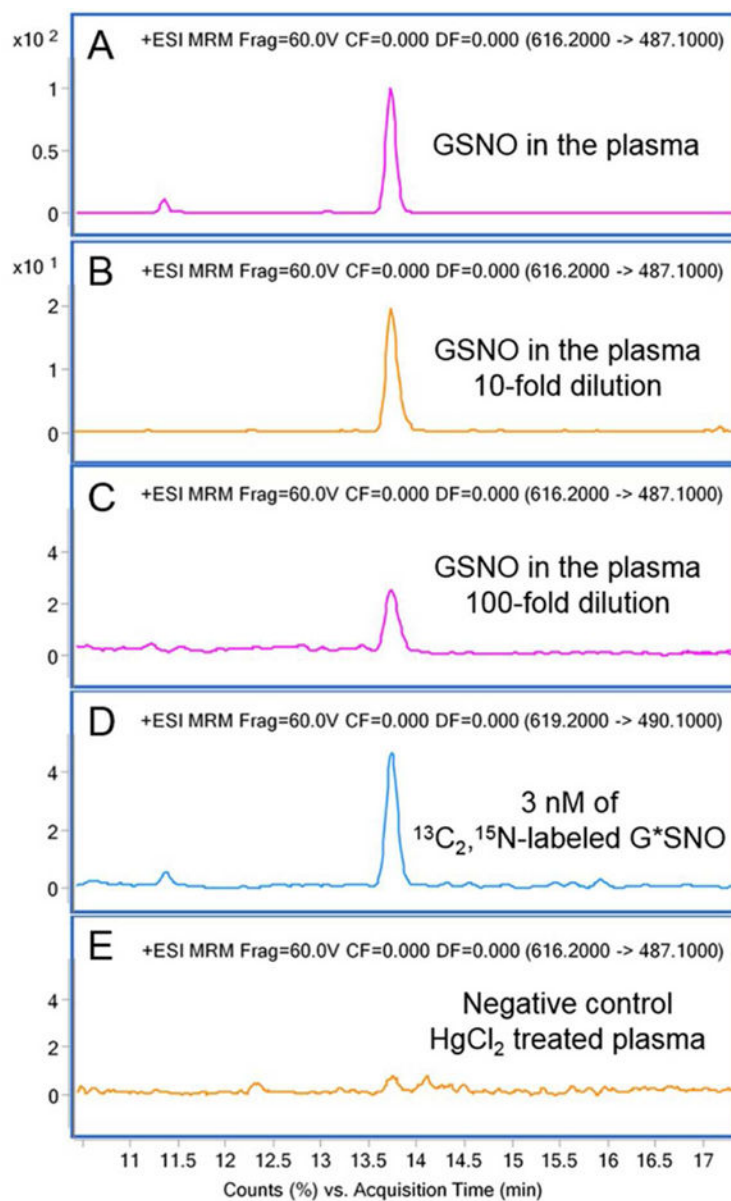 x10 2
A
+ESI MRM Frag=60.0V CF=0.000 DF=0.000 (616.2000 -> 487.1000)
1
0.5
0
GSNO in the plasma
x10 1
B
+ESI MRM Frag=60.0V CF=0.000 DF=0.000 (616.2000 -> 487.1000)
2
1
0
GSNO in the plasma
10-fold dilution
C
+ESI MRM Frag=60.0V CF=0.000 DF=0.000 (616.2000 -> 487.1000)
4
2
0
GSNO in the plasma
100-fold dilution
D
+ESI MRM Frag=60.0V CF=0.000 DF=0.000 (619.2000 -> 490.1000)
4
2
0
3 nM of
¹³C₂,¹⁵N-labeled G*SNO
E
+ESI MRM Frag=60.0V CF=0.000 DF=0.000 (616.2000 -> 487.1000)
4
2
0
Negative control
HgCl₂ treated plasma
11 11.5 12 12.5 13 13.5 14 14.5 15 15.5 16 16.5 17
Counts (%) vs. Acquisition Time (min)